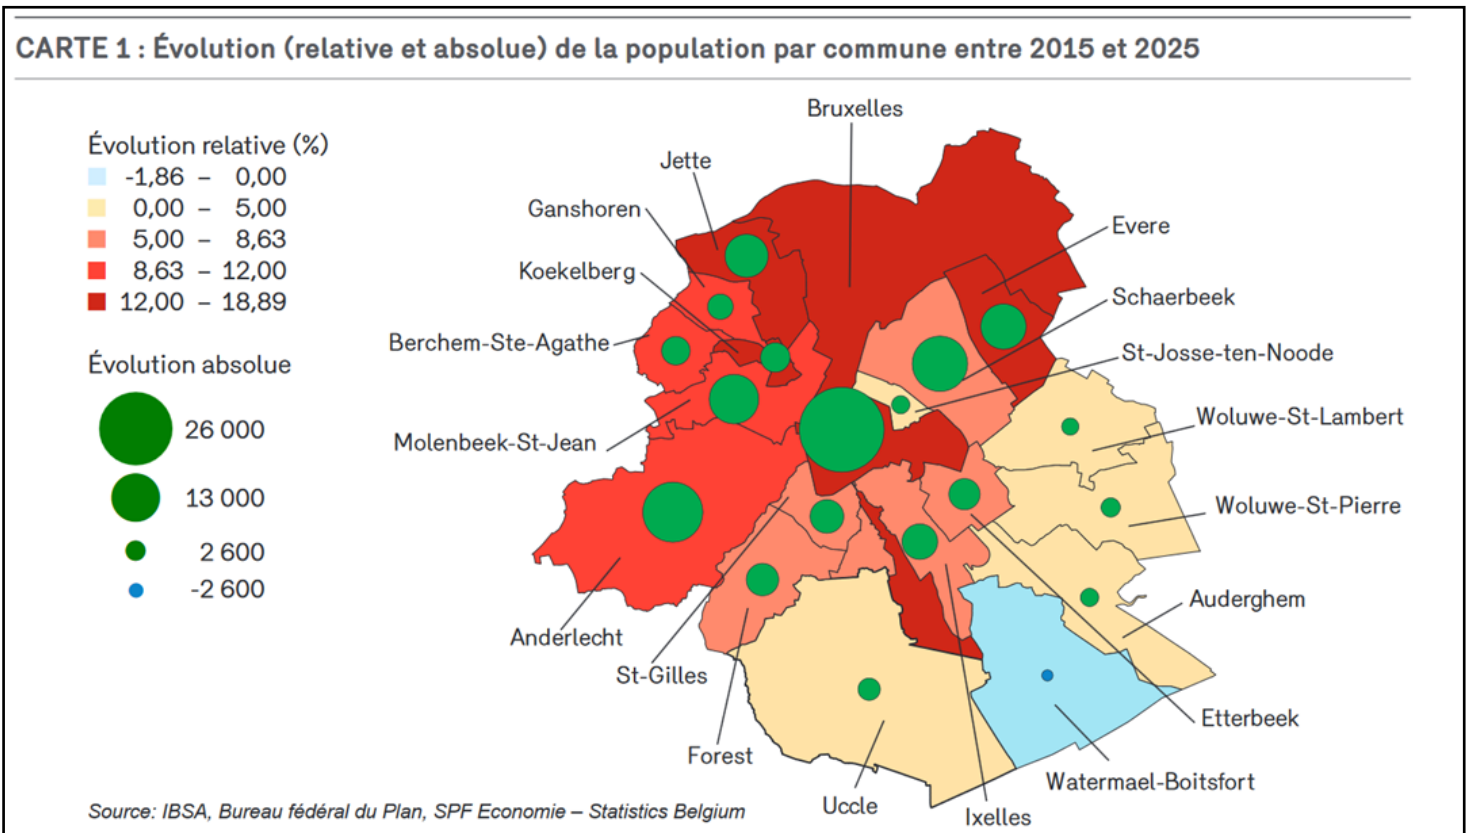 CARTE 1 : Évolution (relative et absolue) de la population par commune entre 2015 et 2025
Évolution relative (%)
-1,86 – 0,00
0,00 – 5,00
5,00 – 8,63
8,63 – 12,00
12,00 – 18,89
Évolution absolue
26 000
13 000
2 600
-2 600
Bruxelles
Jette
Ganshoren
Evere
Koekelberg
Schaerbeek
Berchem-Ste-Agathe
St-Josse-ten-Noode
Woluwe-St-Lambert
Molenbeek-St-Jean
Woluwe-St-Pierre
Auderghem
Anderlecht
St-Gilles
Etterbeek
Forest
Watermael-Boitsfort
Uccle
Ixelles
Source: IBSA, Bureau fédéral du Plan, SPF Economie – Statistics Belgium